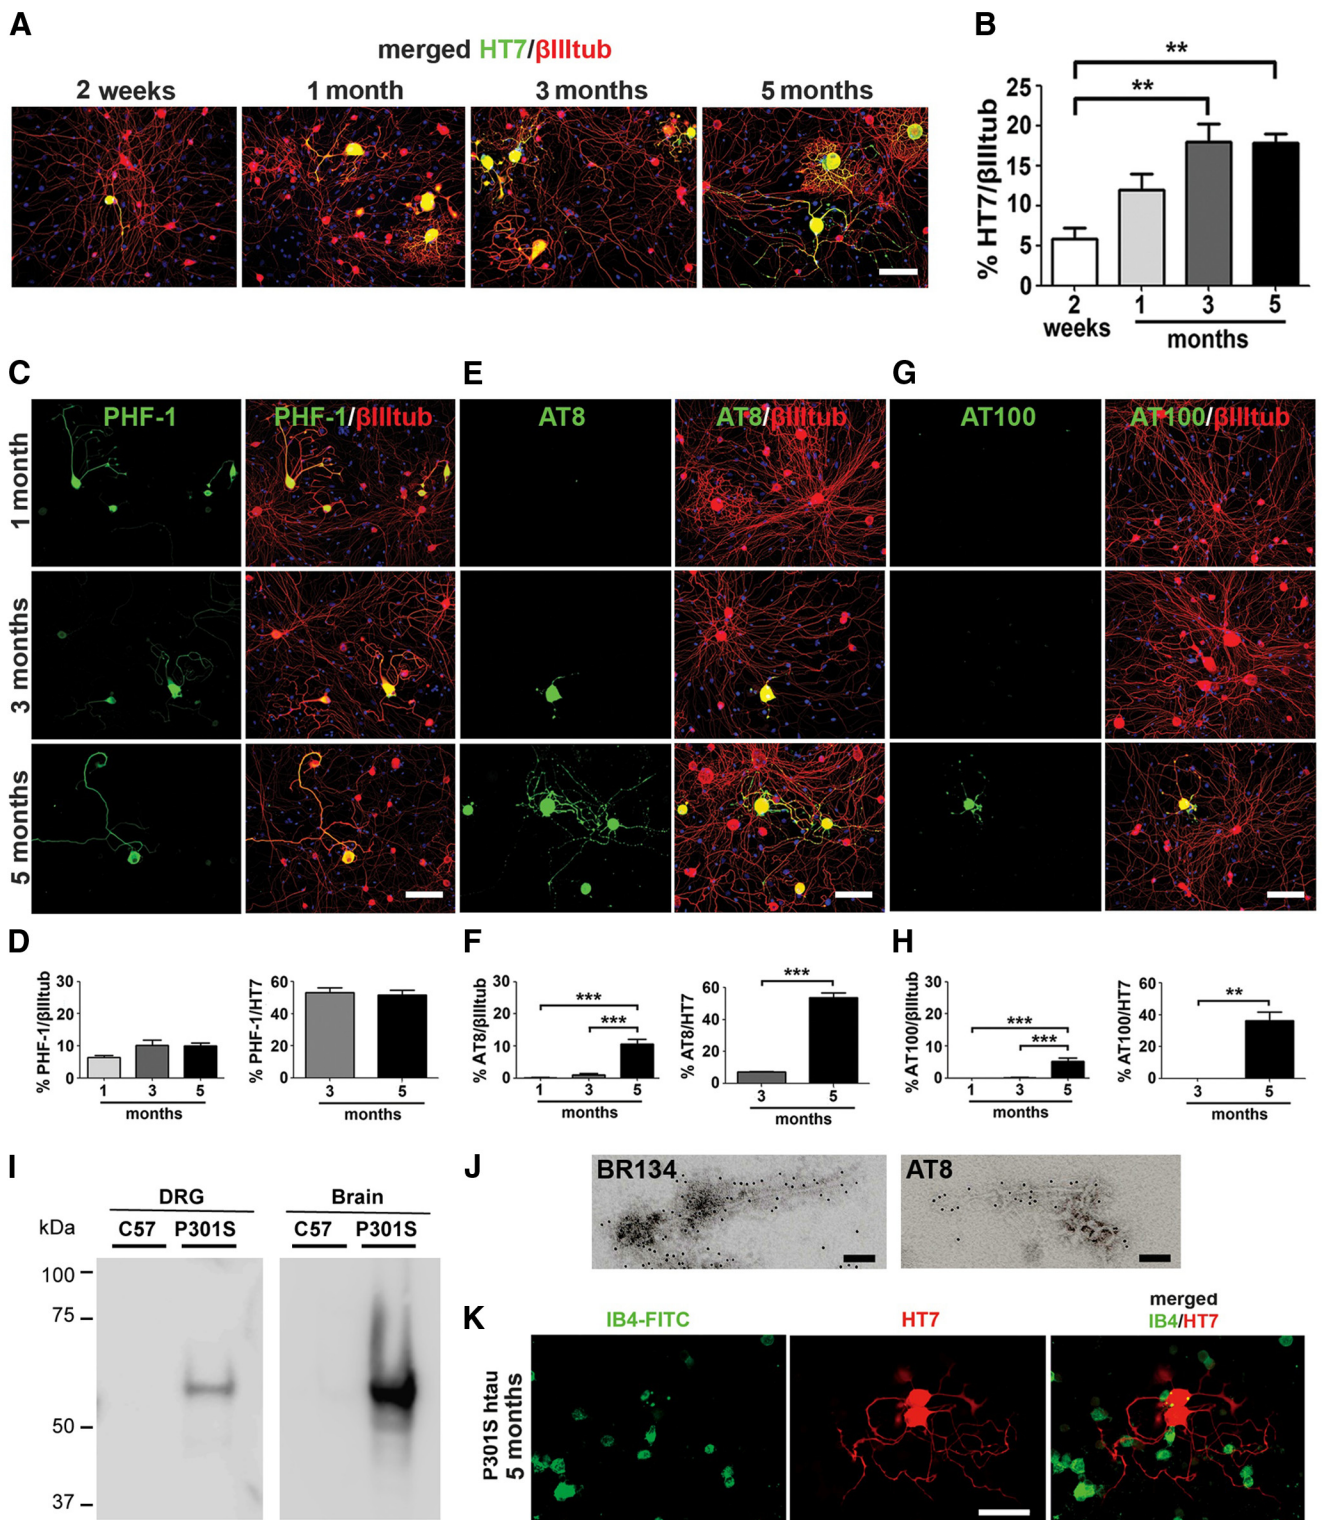 A
merged HT7/βIIItub
2 weeks
1 month
3 months
5 months
B
% HT7/βIIItub
25
20
15
10
5
0
**
**
2
weeks
1
3
5
months
C
E
G
PHF-1
PHF-1/βIIItub
AT8
AT8/βIIItub
AT100
AT100/βIIItub
1 month
3 months
5 months
D
% PHF-1/βIIItub
30
20
10
0
1
3
5
months
% PHF-1/HT7
60
40
20
0
3
5
months
F
% AT8/βIIItub
30
20
10
0
***
***
1
3
5
months
% AT8/HT7
60
40
20
0
***
3
5
months
H
% AT100/βIIItub
30
20
10
0
***
***
1
3
5
months
% AT100/HT7
60
40
20
0
**
3
5
months
I
DRG
Brain
kDa
C57
P301S
C57
P301S
100
75
50
37
J
BR134
AT8
K
IB4-FITC
HT7
merged
IB4/HT7
P301S htau
5 months